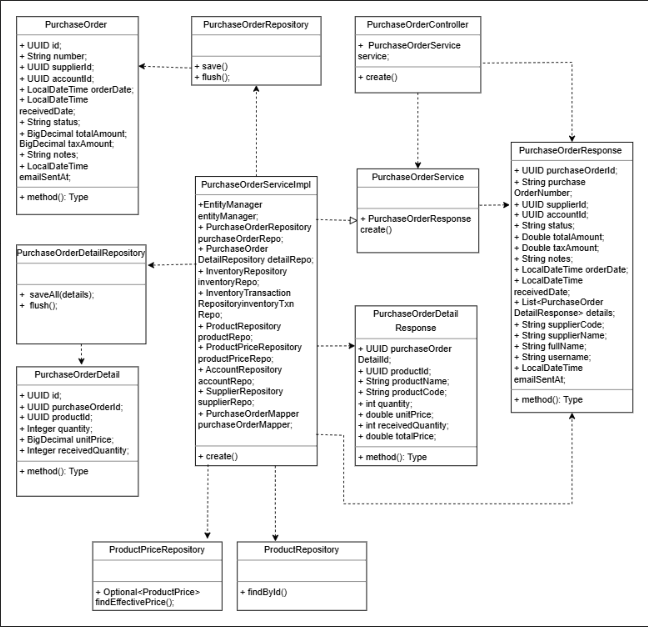 PurchaseOrder
+ UUID id;
+ String number;
+ UUID supplierId;
+ UUID accountId;
+ LocalDateTime orderDate;
+ LocalDateTime
receivedDate;
+ String status;
+ BigDecimal totalAmount;
BigDecimal taxAmount;
+ String notes;
+ LocalDateTime
emailSentAt;
+ method(): Type
PurchaseOrderRepository
+ save()
+ flush();
PurchaseOrderController
+ PurchaseOrderService
service;
+ create()
PurchaseOrderServiceImpl
+EntityManager
entityManager;
+ PurchaseOrderRepository
purchaseOrderRepo;
+ PurchaseOrder
DetailRepository detailRepo;
+ InventoryRepository
inventoryRepo;
+ InventoryTransaction
RepositoryinventoryTxn
Repo;
+ ProductRepository
productRepo;
+ ProductPriceRepository
productPriceRepo;
+ AccountRepository
accountRepo;
+ SupplierRepository
supplierRepo;
+ PurchaseOrderMapper
purchaseOrderMapper;
+ create()
PurchaseOrderService
+ PurchaseOrderResponse
create()
PurchaseOrderResponse
+ UUID purchaseOrderId;
+ String purchase
OrderNumber;
+ UUID supplierId;
+ UUID accountId;
+ String status;
+ Double totalAmount;
+ Double taxAmount;
+ String notes;
+ LocalDateTime orderDate;
+ LocalDateTime
receivedDate;
+ List<PurchaseOrder
DetailResponse> details;
+ String supplierCode;
+ String supplierName;
+ String fullName;
+ String username;
+ LocalDateTime
emailSentAt;
+ method(): Type
PurchaseOrderDetailRepository
+ saveAll(details);
+ flush();
PurchaseOrderDetail
Response
+ UUID purchaseOrder
DetailId;
+ UUID productId;
+ String productName;
+ String productCode;
+ int quantity;
+ double unitPrice;
+ int receivedQuantity;
+ double totalPrice;
+ method(): Type
PurchaseOrderDetail
+ UUID id;
+ UUID purchaseOrderId;
+ UUID productId;
+ Integer quantity;
+ BigDecimal unitPrice;
+ Integer receivedQuantity;
+ method(): Type
ProductPriceRepository
+ Optional<ProductPrice>
findEffectivePrice();
ProductRepository
+ findById()